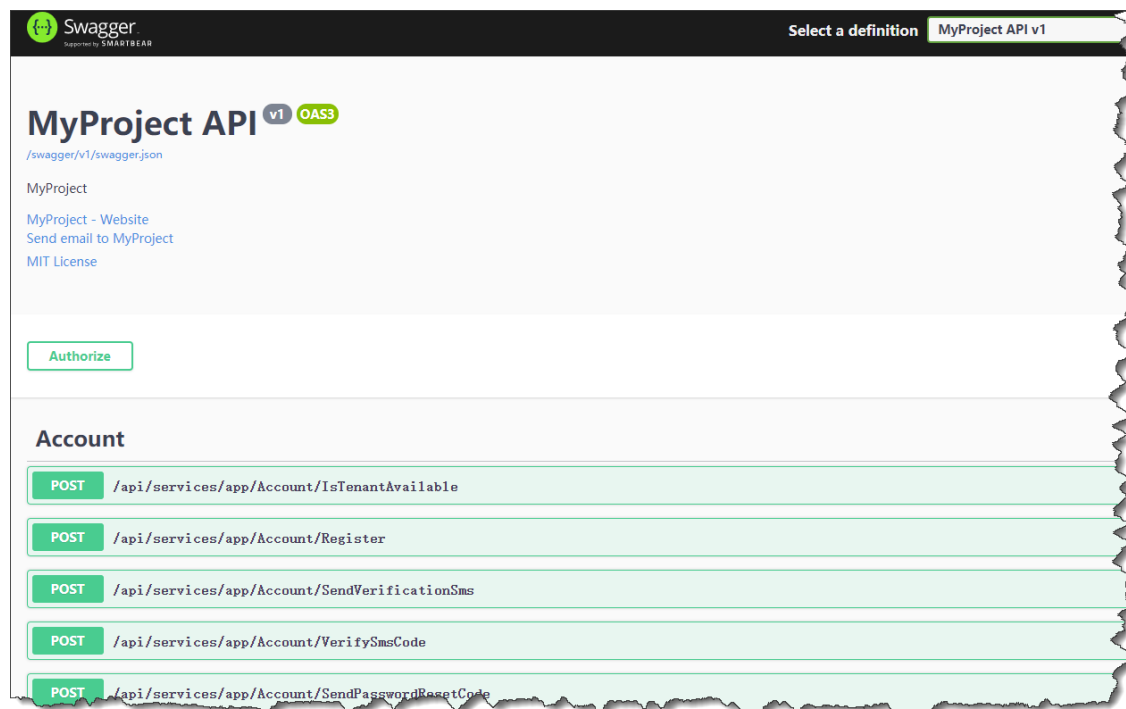 Swagger
Supported by SMARTBEAR
Select a definition
MyProject API v1
MyProject API v1 OAS3
/swagger/v1/swagger.json
MyProject
MyProject - Website
Send email to MyProject
MIT License
Authorize
Account
POST /api/services/app/Account/IsTenantAvailable
POST /api/services/app/Account/Register
POST /api/services/app/Account/SendVerificationSms
POST /api/services/app/Account/VerifySmsCode
POST /api/services/app/Account/SendPasswordResetCode